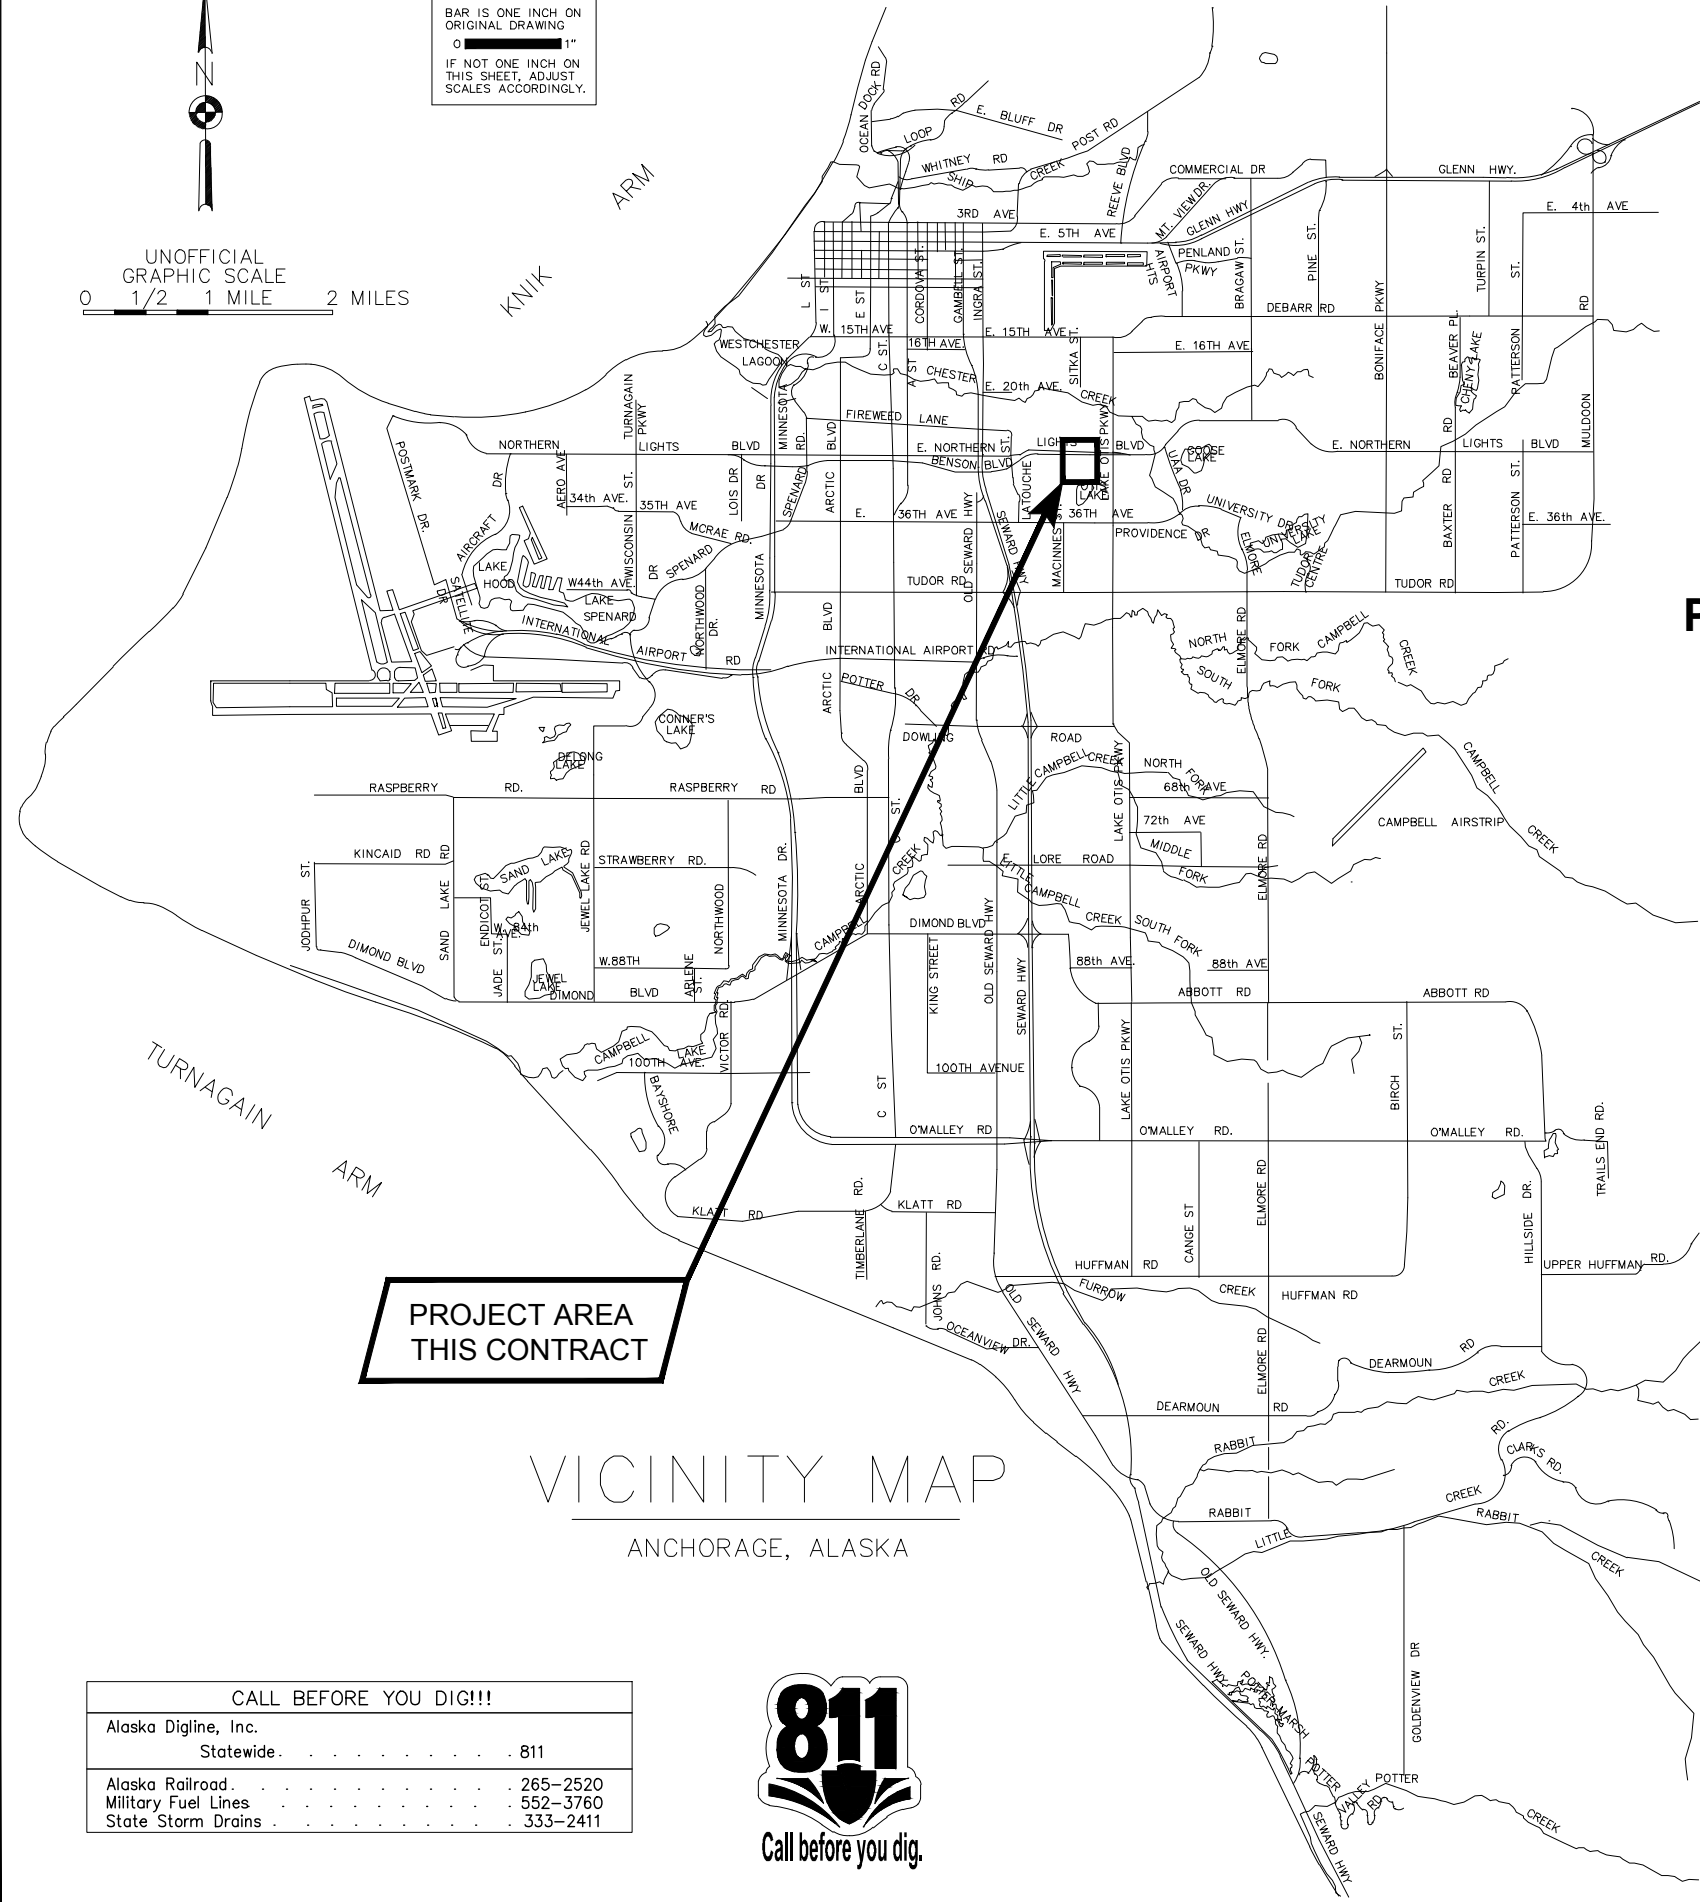 BAR IS ONE INCH ON
ORIGINAL DRAWING
0 1"
IF NOT ONE INCH ON
THIS SHEET, ADJUST
SCALES ACCORDINGLY.
N
UNOFFICIAL
GRAPHIC SCALE
0 1/2 1 MILE 2 MILES
KNIK
ARM
OCEAN DOCK RD
LOOP RD
E. BLUFF DR
POST RD
WHITNEY RD
SHIP CREEK
REEVE BLVD
COMMERCIAL DR
GLENN HWY.
MT. VIEW DR.
GLENN HWY
3RD AVE
E. 5TH AVE
E. 4th AVE
PENLAND
PKWY
AIRPORT
HTS
BRAGAW ST.
PINE ST.
BONIFACE PKWY
TURPIN ST.
PATTERSON ST.
MULDOON RD
DEBARR RD
L ST
I ST
E ST
C ST.
A ST
CORDOVA ST.
GAMBELL ST.
INGRA ST.
W. 15TH AVE
E. 15TH AVE
16TH AVE.
E. 16TH AVE
SITKA ST.
WESTCHESTER
LAGOON
CHESTER
CREEK
E. 20th AVE.
BEAVER PL.
CHENY LAKE
TURNAGAIN
PKWY
MINNESOTA
FIREWEED LANE
NORTHERN LIGHTS BLVD
E. NORTHERN LIGHTS BLVD
E. NORTHERN LIGHTS BLVD
BENSON BLVD
LATOUCHE
ST.
LAKE OTIS PKWY
GOOSE
LAKE
UAA DR
OTIS
LAKE
POSTMARK DR.
AIRCRAFT DR
AERO AVE
34th AVE.
35TH AVE
WISCONSIN ST.
LOIS DR
MCRAE RD.
SPENARD RD.
ARCTIC BLVD
E. 36TH AVE
36TH AVE
OLD SEWARD HWY
SEWARD HWY
MACINNES ST.
PROVIDENCE DR
UNIVERSITY DR
UNIVERSITY
LAKE
ELMORE
TUDOR
CENTRE
BAXTER RD
PATTERSON ST.
E. 36th AVE.
LAKE
HOOD
W44th AVE.
LAKE
SPENARD
SPENARD
DR
NORTHWOOD
DR.
SATELLITE
DR
TUDOR RD
TUDOR RD
INTERNATIONAL
AIRPORT RD
INTERNATIONAL AIRPORT RD
MINNESOTA DR
ARCTIC BLVD
POTTER DR
NORTH FORK CAMPBELL CREEK
SOUTH FORK
CAMPBELL
CREEK
ELMORE RD
CONNER'S
LAKE
DELONG
LAKE
DOWLING ROAD
LITTLE CAMPBELL CREEK
NORTH FORK
LAKE OTIS PKWY
68th AVE
72th AVE
MIDDLE
FORK
CAMPBELL AIRSTRIP
RASPBERRY RD.
RASPBERRY RD
KINCAID RD
SAND LAKE RD
SAND LAKE
STRAWBERRY RD.
JEWEL LAKE RD
NORTHWOOD
MINNESOTA DR.
ARCTIC BLVD
C ST.
CAMPBELL CREEK
E. LORE ROAD
LITTLE
CAMPBELL
CREEK SOUTH FORK
ELMORE RD
JODHPUR ST.
DIMOND BLVD
ENDICOT ST
W. 84th
AVE.
JADE ST.
JEWEL
LAKE
DIMOND BLVD
W.88TH
ARLENE
ST.
DIMOND BLVD
KING STREET
OLD SEWARD HWY
SEWARD HWY
88th AVE.
88th AVE
ABBOTT RD
ABBOTT RD
LAKE OTIS PKWY
BIRCH ST.
CAMPBELL LAKE
100TH AVE.
VICTOR RD
BAYSHORE
100TH AVENUE
C ST
O'MALLEY RD
O'MALLEY RD.
O'MALLEY RD.
TRAILS END RD.
TURNAGAIN
ARM
KLATT RD
KLATT RD
TIMBERLANE RD.
JOHNS RD.
CANGE ST
ELMORE RD
HILLSIDE DR.
HUFFMAN RD
UPPER HUFFMAN RD.
FURROW CREEK
HUFFMAN RD
OCEANVIEW DR.
OLD SEWARD HWY
ELMORE RD
DEARMOUN RD
DEARMOUN RD
RABBIT
CREEK
PROJECT AREA
THIS CONTRACT
VICINITY MAP
ANCHORAGE, ALASKA
RABBIT CREEK RD.
CLARKS RD.
LITTLE
RABBIT
CREEK
OLD SEWARD HWY.
SEWARD HWY
POTTER MARSH
GOLDENVIEW DR
POTTER
VALLEY
RD
POTTER
CREEK
SEWARD HWY
CALL BEFORE YOU DIG!!!
Alaska Digline, Inc.
Statewide. . . . . . . . . . 811
Alaska Railroad. . . . . . . . . . . 265-2520
Military Fuel Lines . . . . . . . . . 552-3760
State Storm Drains . . . . . . . . . 333-2411
811
Call before you dig.